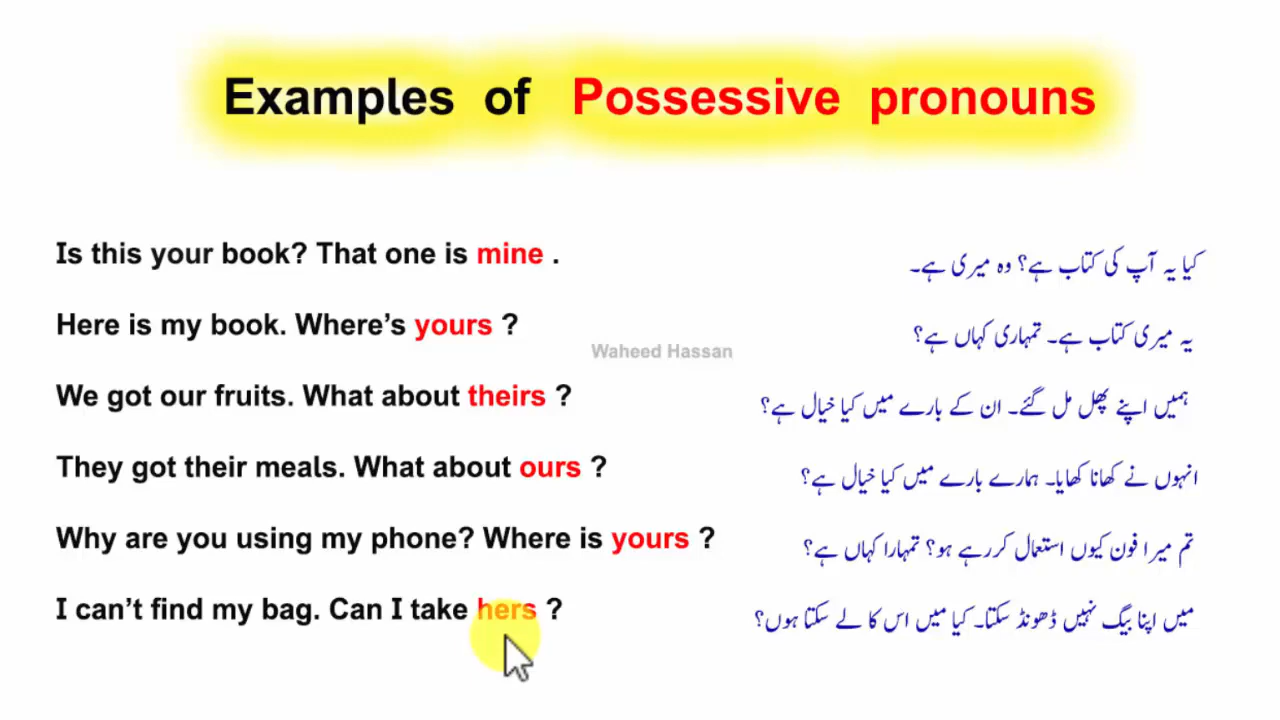 Examples of Possessive pronouns
Is this your book? That one is mine .
کیا یہ آپ کی کتاب ہے؟ وہ میری ہے۔
Here is my book. Where’s yours ?
یہ میری کتاب ہے۔ تمہاری کہاں ہے؟
Waheed Hassan
We got our fruits. What about theirs ?
ہمیں اپنے پھل مل گئے۔ ان کے بارے میں کیا خیال ہے؟
They got their meals. What about ours ?
انہوں نے کھانا کھایا۔ ہمارے بارے میں کیا خیال ہے؟
Why are you using my phone? Where is yours ?
تم میرا فون کیوں استعمال کررہے ہو؟ تمہارا کہاں ہے؟
I can’t find my bag. Can I take hers ?
میں اپنا بیگ نہیں ڈھونڈ سکتا۔ کیا میں اس کا لے سکتا ہوں؟